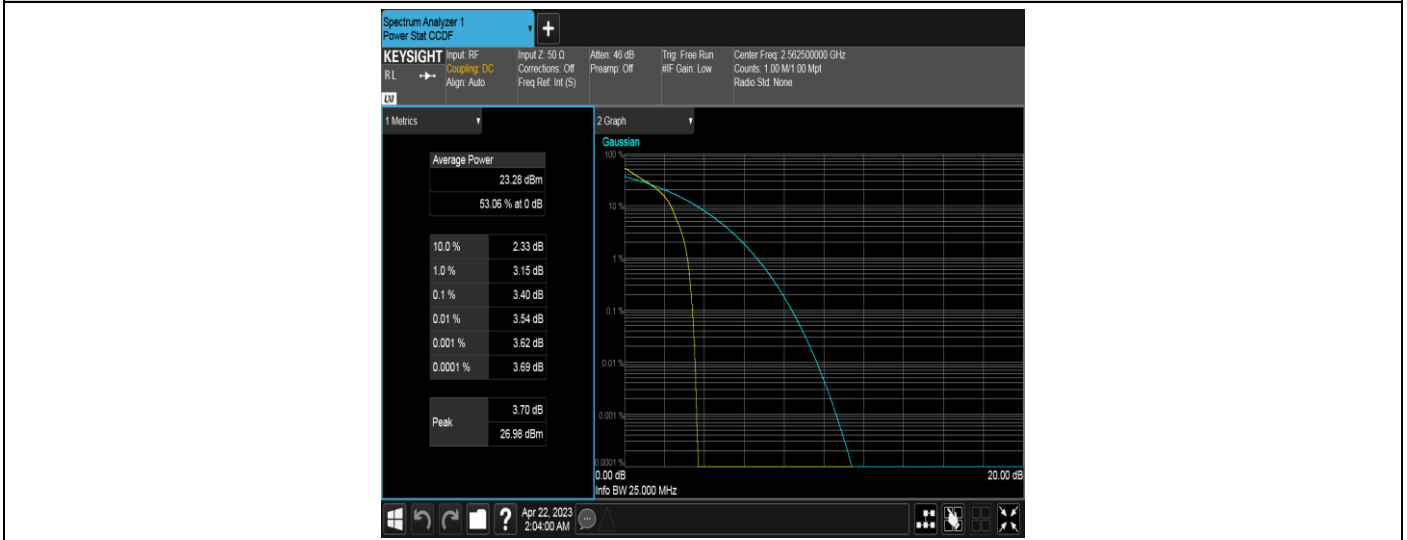 Spectrum Analyzer 1
Power Stat CCDF
+
KEYSIGHT
RL
LXI
Input: RF
Coupling: DC
Align: Auto
Input Z: 50 Ω
Corrections: Off
Freq Ref: Int (S)
Atten: 46 dB
Preamp: Off
Trig: Free Run
#IF Gain: Low
Center Freq: 2.562500000 GHz
Counts: 1.00 M/1.00 Mpt
Radio Std: None
1 Metrics
Average Power
23.28 dBm
53.06 % at 0 dB
10.0 % 2.33 dB
1.0 % 3.15 dB
0.1 % 3.40 dB
0.01 % 3.54 dB
0.001 % 3.62 dB
0.0001 % 3.69 dB
Peak
3.70 dB
26.98 dBm
2 Graph
Gaussian
100 %
10 %
1 %
0.1 %
0.01 %
0.001 %
0.0001 %
0.00 dB 20.00 dB
Info BW 25.000 MHz
?
Apr 22, 2023
2:04:00 AM